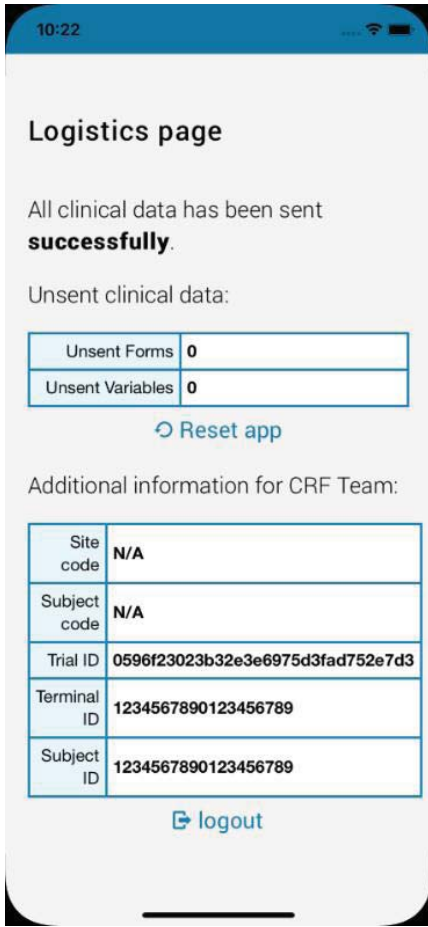 10:22
Logistics page
All clinical data has been sent
successfully.
Unsent clinical data:
Unsent Forms 0
Unsent Variables 0
Reset app
Additional information for CRF Team:
Site
code N/A
Subject
code N/A
Trial ID 0596f23023b32e3e6975d3fad752e7d3
Terminal
ID 1234567890123456789
Subject
ID 1234567890123456789
logout